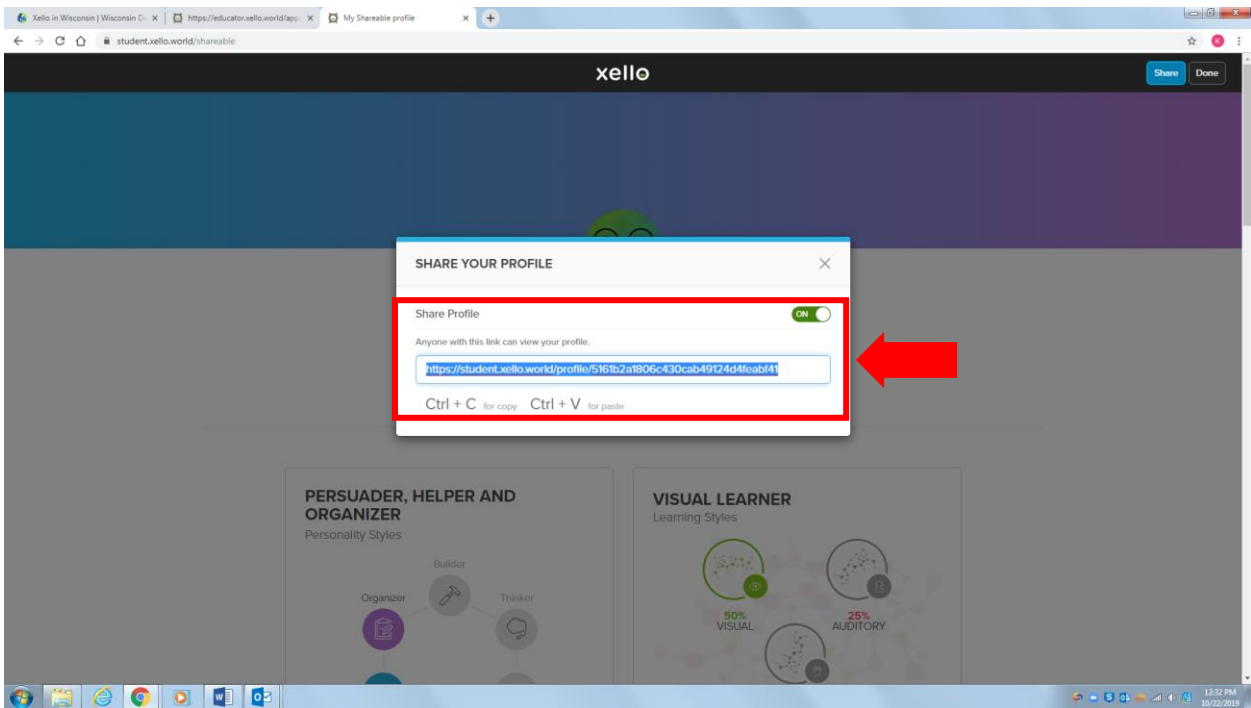 Xello in Wisconsin | Wisconsin D
https://educator.xello.world/app
My Shareable profile
student.xello.world/shareable
xello
Share
Done
SHARE YOUR PROFILE
Share Profile
ON
Anyone with this link can view your profile.
https://student.xello.world/profile/5161b2a1806c430cab49124d4feabf41
Ctrl + C for copy Ctrl + V for paste
PERSUADER, HELPER AND
ORGANIZER
Personality Styles
Builder
Organizer
Thinker
VISUAL LEARNER
Learning Styles
50%
VISUAL
25%
AUDITORY
12:32 PM
10/22/2019